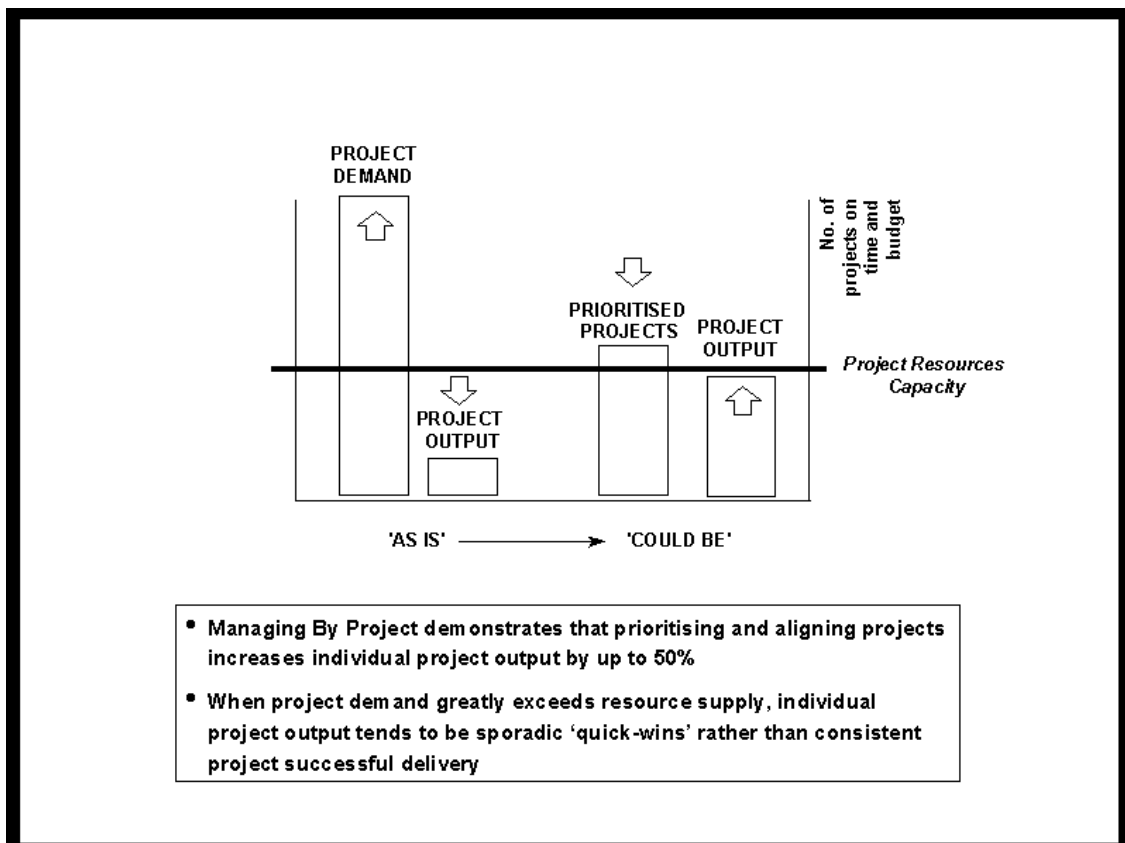 PROJECT
DEMAND
No. of
projects on
time and
budget
PRIORITISED
PROJECTS
PROJECT
OUTPUT
Project Resources
Capacity
PROJECT
OUTPUT
'AS IS'
'COULD BE'
• Managing By Project demonstrates that prioritising and aligning projects
increases individual project output by up to 50%
• When project demand greatly exceeds resource supply, individual
project output tends to be sporadic ‘quick-wins’ rather than consistent
project successful delivery